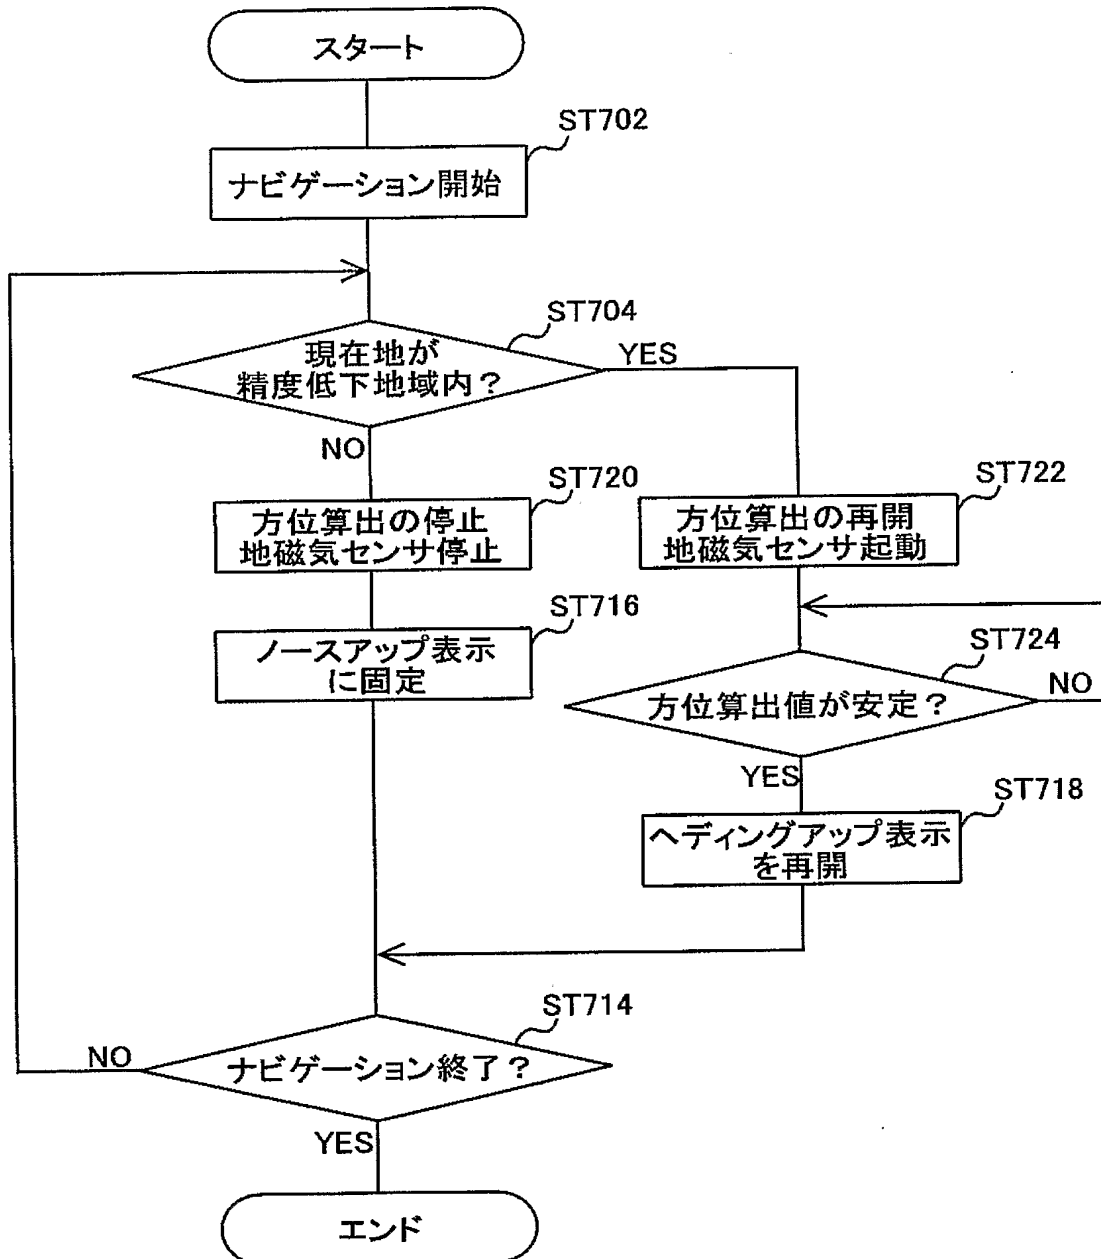 スタート
ST702
ナビゲーション開始
ST704
現在地が
精度低下地域内？
YES
NO
ST720
方位算出の停止
地磁気センサ停止
ST722
方位算出の再開
地磁気センサ起動
ST716
ノースアップ表示
に固定
ST724
方位算出値が安定？
NO
YES
ST718
ヘディングアップ表示
を再開
ST714
ナビゲーション終了？
NO
YES
エンド